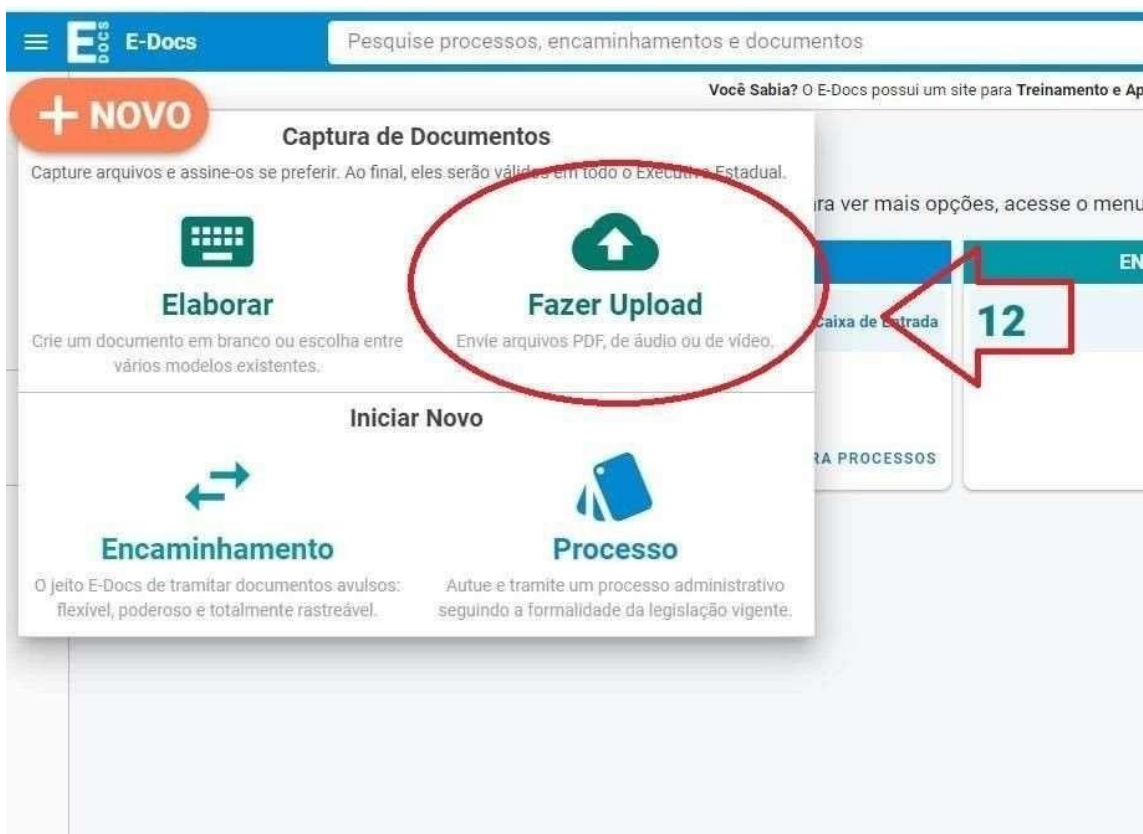 E DOCS E-Docs Pesquise processos, encaminhamentos e documentos
Você Sabia? O E-Docs possui um site para Treinamento e Ap
+ NOVO
Captura de Documentos
Capture arquivos e assine-os se preferir. Ao final, eles serão válidos em todo o Executivo Estadual.
ra ver mais opções, acesse o menu
Elaborar
Crie um documento em branco ou escolha entre
vários modelos existentes.
Fazer Upload
Envie arquivos PDF, de áudio ou de vídeo.
EN
Caixa de Entrada
12
RA PROCESSOS
Iniciar Novo
Encaminhamento
O jeito E-Docs de tramitar documentos avulsos:
flexível, poderoso e totalmente rastreável.
Processo
Autue e tramite um processo administrativo
seguindo a formalidade da legislação vigente.